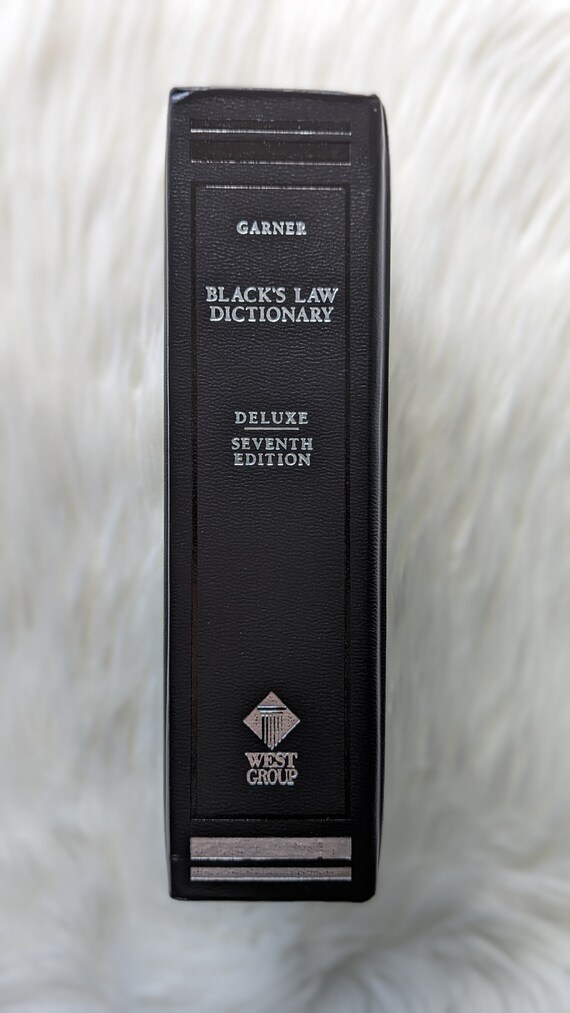 GARNER
BLACK'S LAW
DICTIONARY
DELUXE
SEVENTH
EDITION
WEST
GROUP